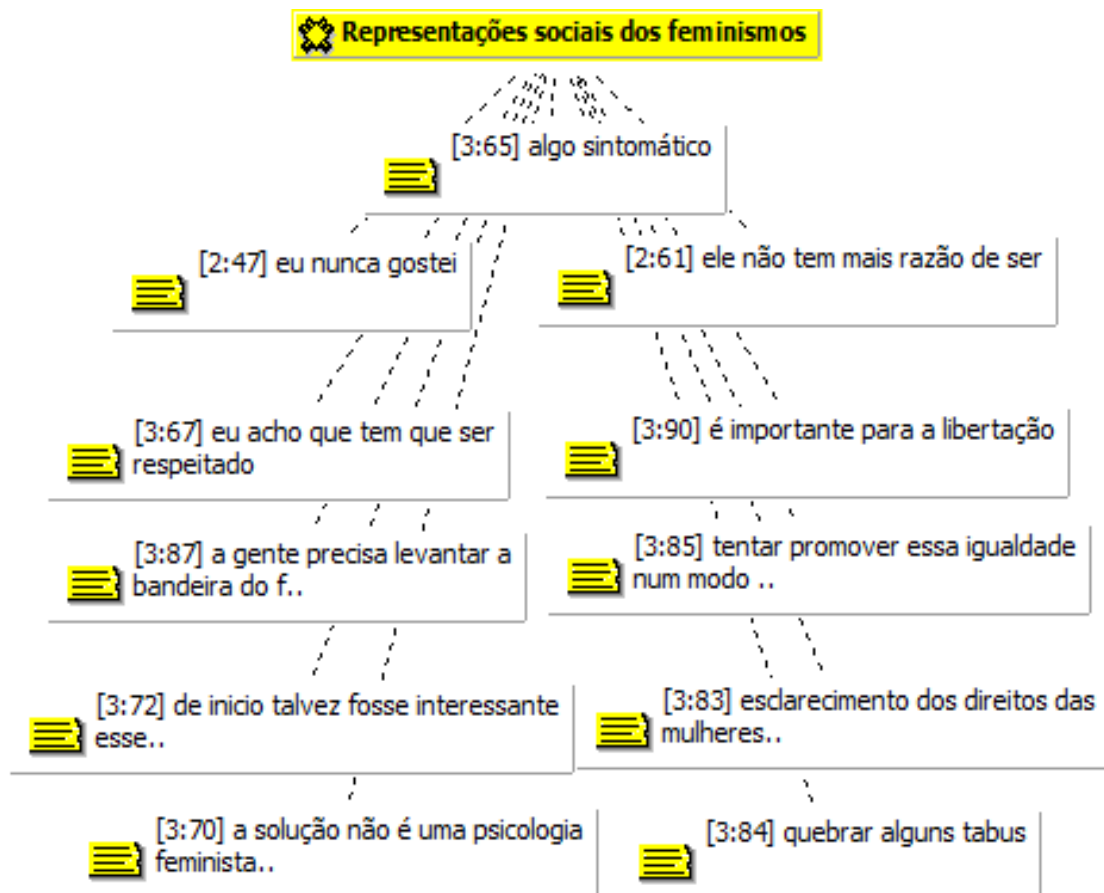 Representações sociais dos feminismos
[3:65] algo sintomático
[2:47] eu nunca gostei
[2:61] ele não tem mais razão de ser
[3:67] eu acho que tem que ser
respeitado
[3:90] é importante para a libertação
[3:87] a gente precisa levantar a
bandeira do f..
[3:85] tentar promover essa igualdade
num modo ..
[3:72] de inicio talvez fosse interessante
esse..
[3:83] esclarecimento dos direitos das
mulheres..
[3:70] a solução não é uma psicologia
feminista..
[3:84] quebrar alguns tabus